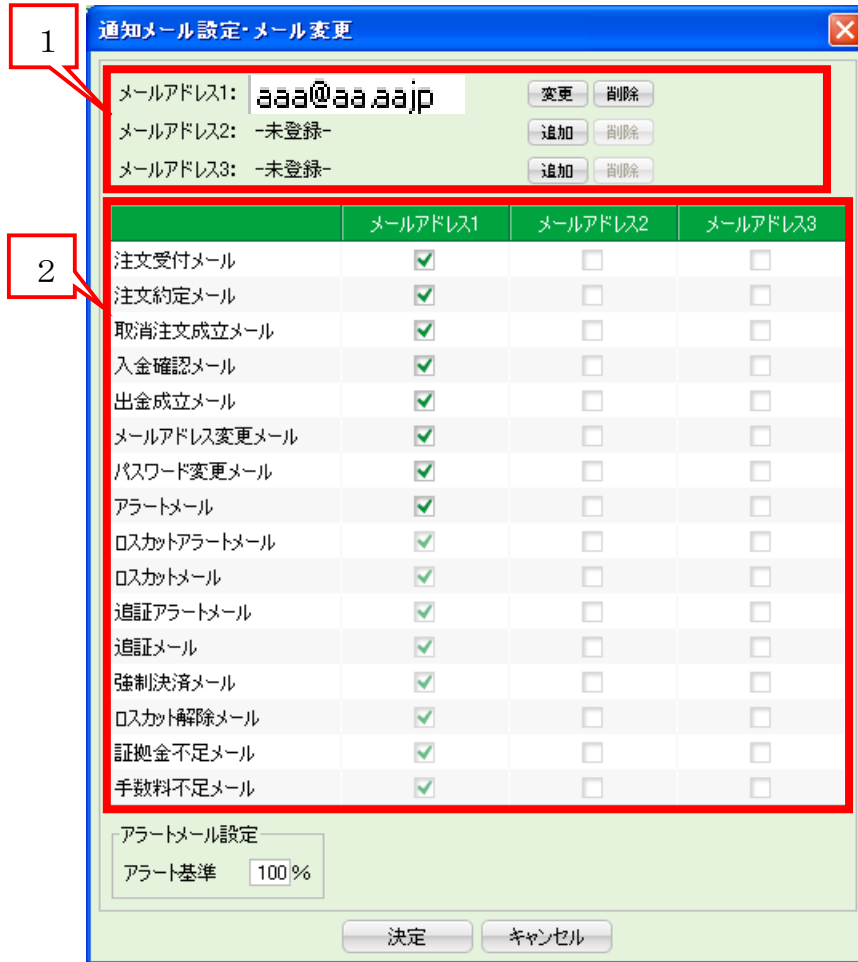 1
通知メール設定・メール変更
メールアドレス1: aaa@aa.aajp 変更 削除
メールアドレス2: -未登録- 追加 削除
メールアドレス3: -未登録- 追加 削除
2
メールアドレス1 メールアドレス2 メールアドレス3
注文受付メール
注文約定メール
取消注文成立メール
入金確認メール
出金成立メール
メールアドレス変更メール
パスワード変更メール
アラートメール
ロスカットアラートメール
ロスカットメール
追証アラートメール
追証メール
強制決済メール
ロスカット解除メール
証拠金不足メール
手数料不足メール
アラートメール設定
アラート基準 100%
決定 キャンセル